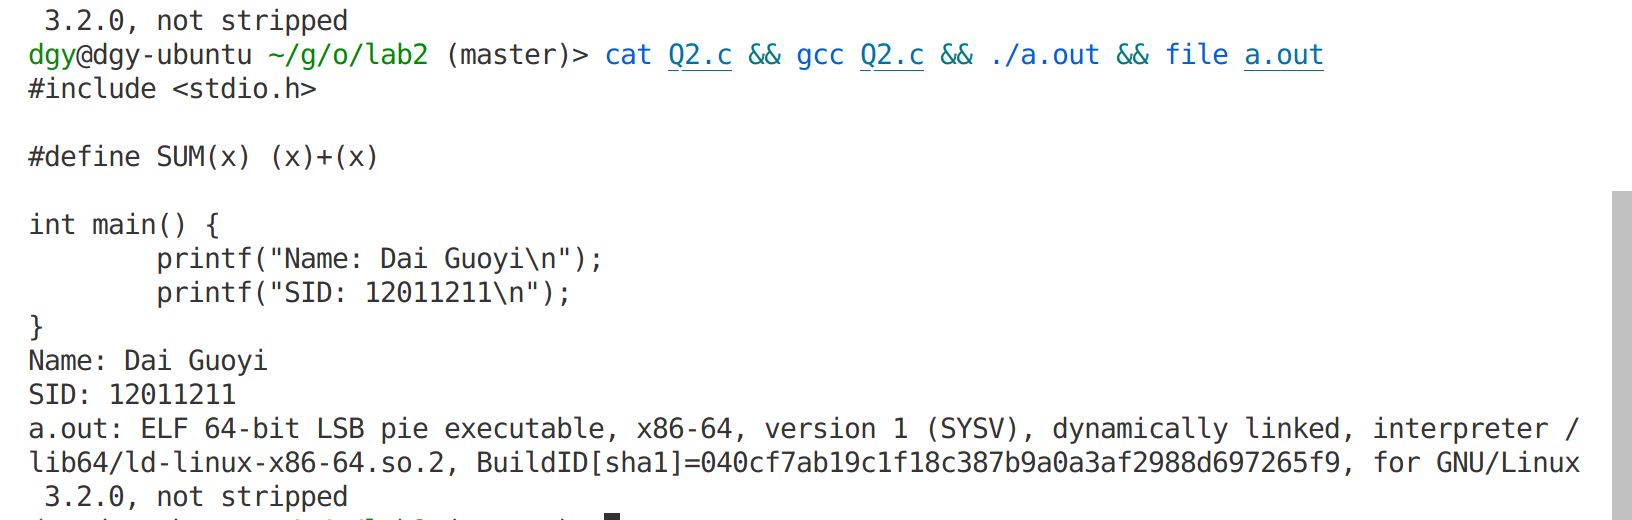 3.2.0, not stripped
dgy@dgy-ubuntu ~/g/o/lab2 (master)> cat Q2.c && gcc Q2.c && ./a.out && file a.out
#include <stdio.h>

#define SUM(x) (x)+(x)

int main() {
        printf("Name: Dai Guoyi\n");
        printf("SID: 12011211\n");
}
Name: Dai Guoyi
SID: 12011211
a.out: ELF 64-bit LSB pie executable, x86-64, version 1 (SYSV), dynamically linked, interpreter /
lib64/ld-linux-x86-64.so.2, BuildID[sha1]=040cf7ab19c1f18c387b9a0a3af2988d697265f9, for GNU/Linux
 3.2.0, not stripped